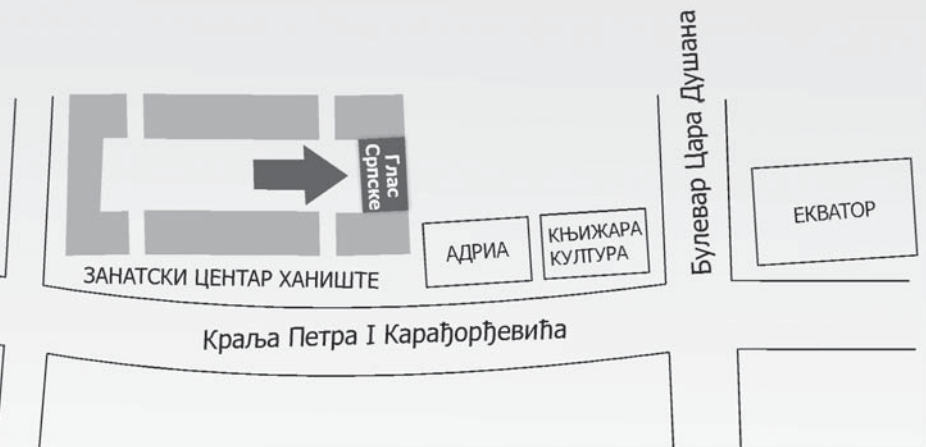 Булевар Цара Душана
Глас
Српске
ЕКВАТОР
АДРИА
КЊИЖАРА
КУЛТУРА
ЗАНАТСКИ ЦЕНТАР ХАНИШТЕ
Краља Петра I Карађорђевића